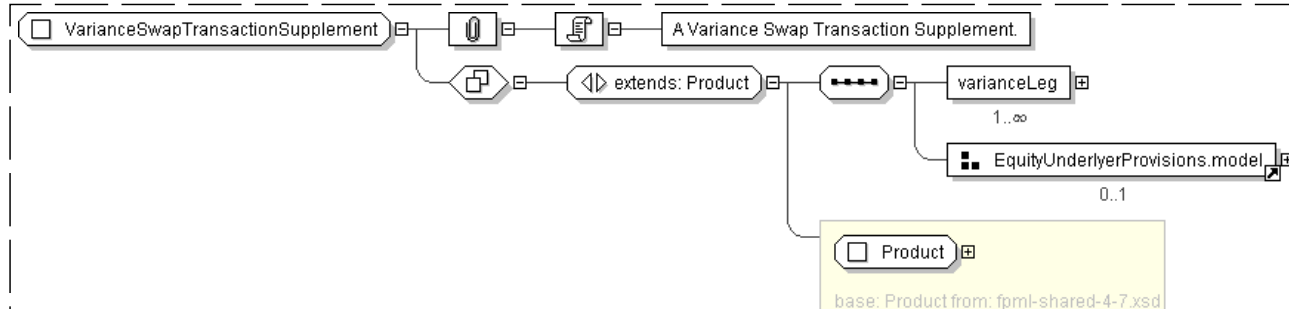 VarianceSwapTransactionSupplement
A Variance Swap Transaction Supplement.
extends: Product
varianceLeg
1..∞
EquityUnderlyerProvisions.model
0..1
Product
base: Product from: fpml-shared-4-7.xsd